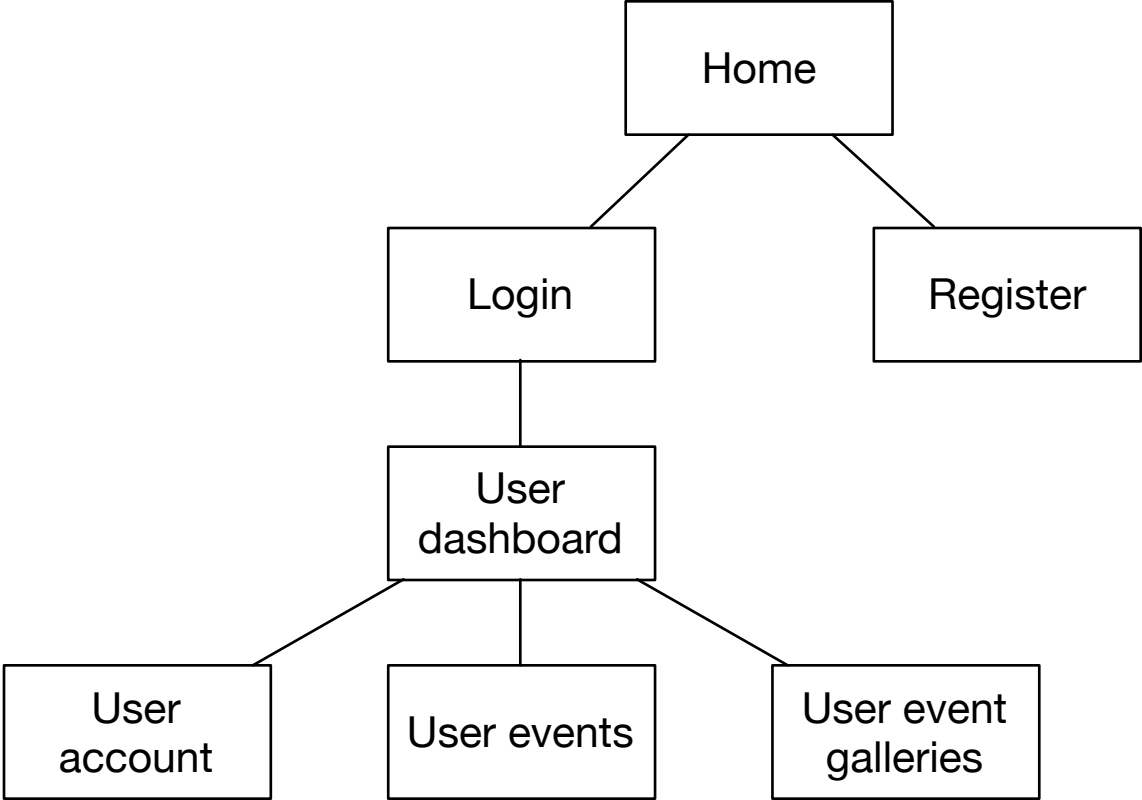 Home
Login
Register
User
dashboard
User
account
User events
User event
galleries